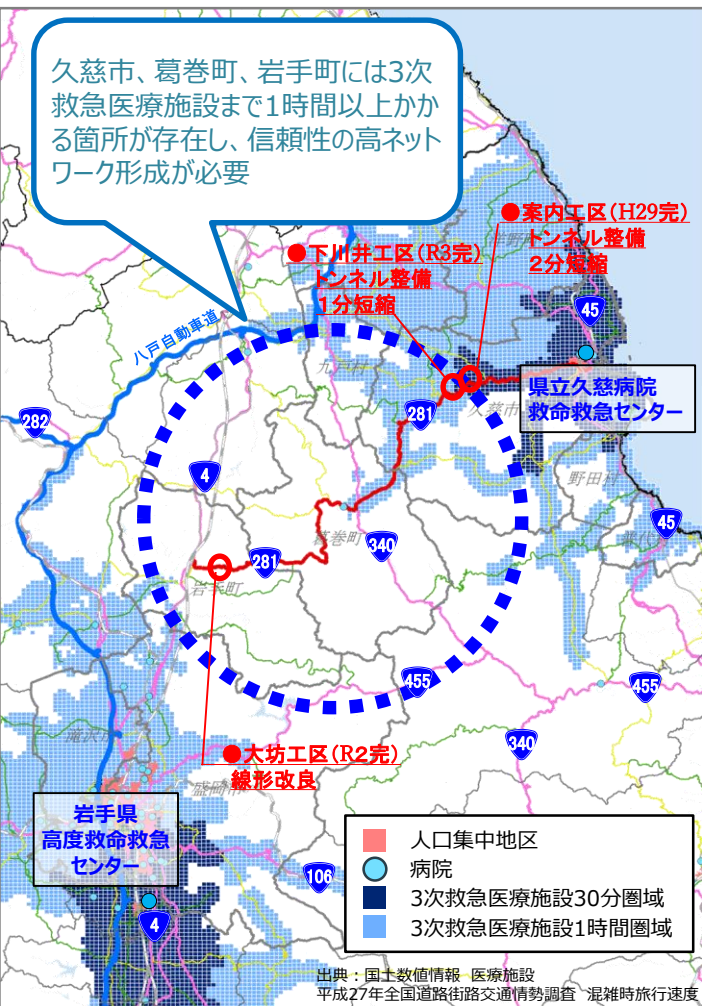 久慈市、葛巻町、岩手町には3次
救急医療施設まで1時間以上かか
る箇所が存在し、信頼性の高ネット
ワーク形成が必要
●案内工区(H29完)
トンネル整備
2分短縮
●下川井工区(R3完)
トンネル整備
1分短縮
45
八戸自動車道
九戸村
県立久慈病院
救命救急センター
282
281
久慈市
4
野田村
45
葛巻町
340
281
岩手町
455
455
340
●大坊工区(R2完)
線形改良
滝沢市
盛岡市
岩手県
高度救命救急
センター
106
4
人口集中地区
病院
3次救急医療施設30分圏域
3次救急医療施設1時間圏域
出典：国土数値情報 医療施設
平成27年全国道路街路交通情勢調査 混雑時旅行速度